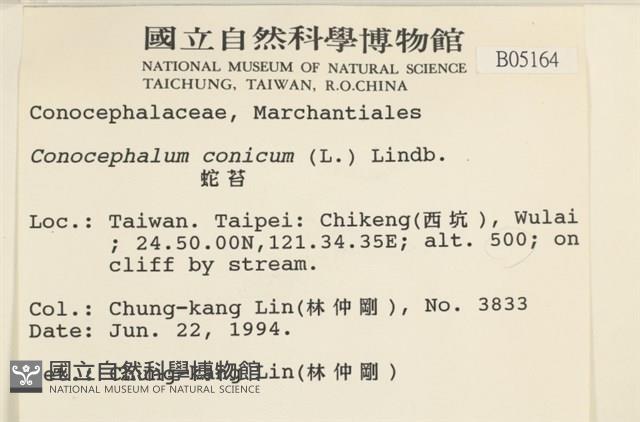 國立自然科學博物館
NATIONAL MUSEUM OF NATURAL SCIENCE
TAICHUNG, TAIWAN, R.O.CHINA
B05164
Conocephalaceae, Marchantiales
Conocephalum conicum (L.) Lindb.
蛇苔
Loc.: Taiwan. Taipei: Chikeng(西坑), Wulai
; 24.50.00N,121.34.35E; alt. 500; on
cliff by stream.
Col.: Chung-kang Lin(林仲剛), No. 3833
Date: Jun. 22, 1994.
Det.: Chung-kang Lin(林仲剛)
國立自然科學博物館
NATIONAL MUSEUM OF NATURAL SCIENCE